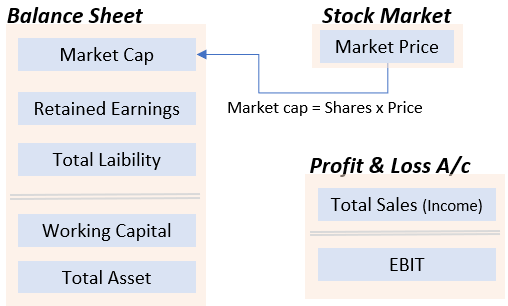 Balance Sheet
Market Cap
Retained Earnings
Total Laibility
Working Capital
Total Asset
Stock Market
Market Price
Market cap = Shares x Price
Profit & Loss A/c
Total Sales (Income)
EBIT